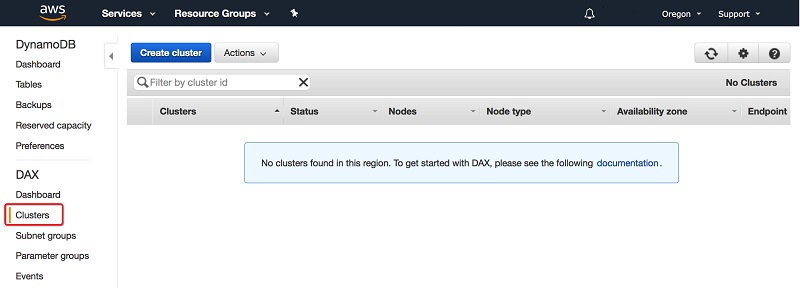 aws Services Resource Groups Oregon Support
DynamoDB
Dashboard
Tables
Backups
Reserved capacity
Preferences
DAX
Dashboard
Clusters
Subnet groups
Parameter groups
Events
Create cluster Actions
Filter by cluster id No Clusters
Clusters Status Nodes Node type Availability zone Endpoint
No clusters found in this region. To get started with DAX, please see the following documentation.